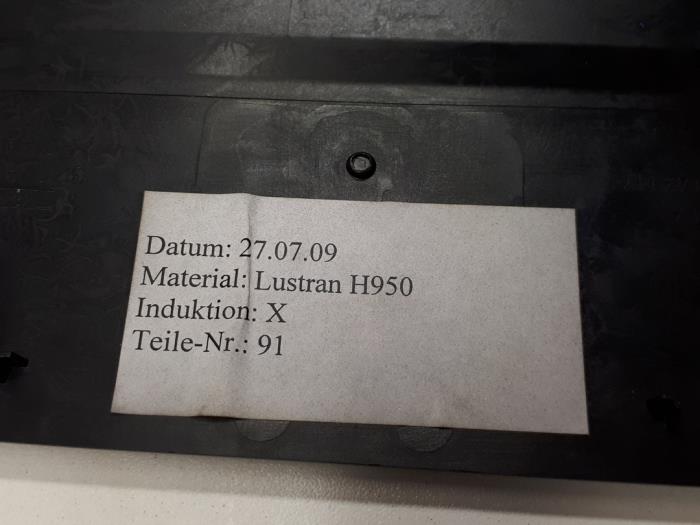 Datum: 27.07.09
Material: Lustran H950
Induktion: X
Teile-Nr.: 91